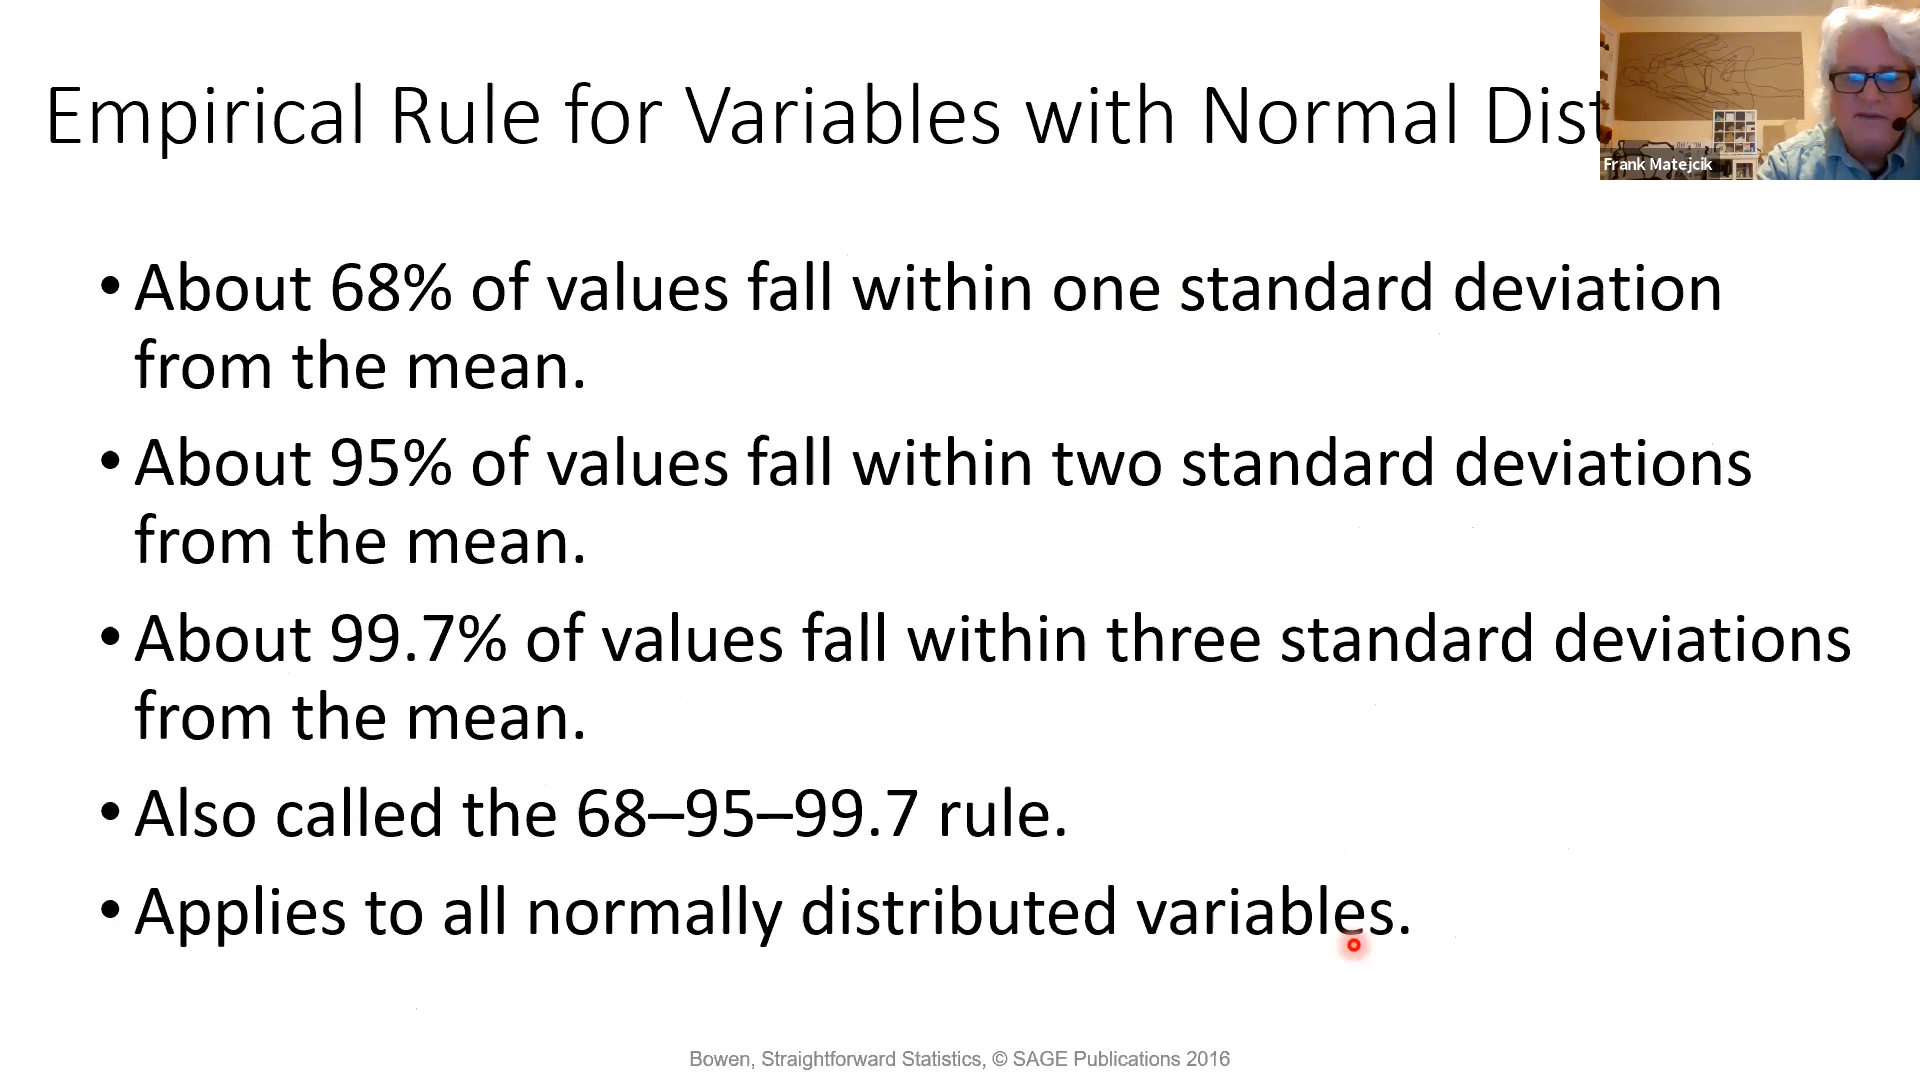 Empirical Rule for Variables with Normal Dist
Frank Matejcik
• About 68% of values fall within one standard deviation
from the mean.
• About 95% of values fall within two standard deviations
from the mean.
• About 99.7% of values fall within three standard deviations
from the mean.
• Also called the 68–95–99.7 rule.
• Applies to all normally distributed variables.
Bowen, Straightforward Statistics, © SAGE Publications 2016